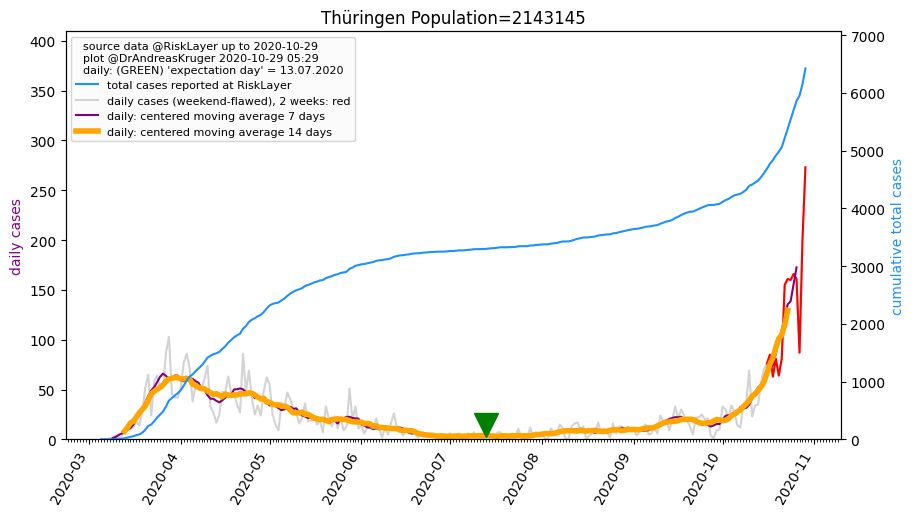 Thüringen Population=2143145
source data @RiskLayer up to 2020-10-29
plot @DrAndreasKruger 2020-10-29 05:29
daily: (GREEN) 'expectation day' = 13.07.2020
total cases reported at RiskLayer
daily cases (weekend-flawed), 2 weeks: red
daily: centered moving average 7 days
daily: centered moving average 14 days
daily cases
400
350
300
250
200
150
100
50
0
cumulative total cases
7000
6000
5000
4000
3000
2000
1000
0
2020-03
2020-04
2020-05
2020-06
2020-07
2020-08
2020-09
2020-10
2020-11